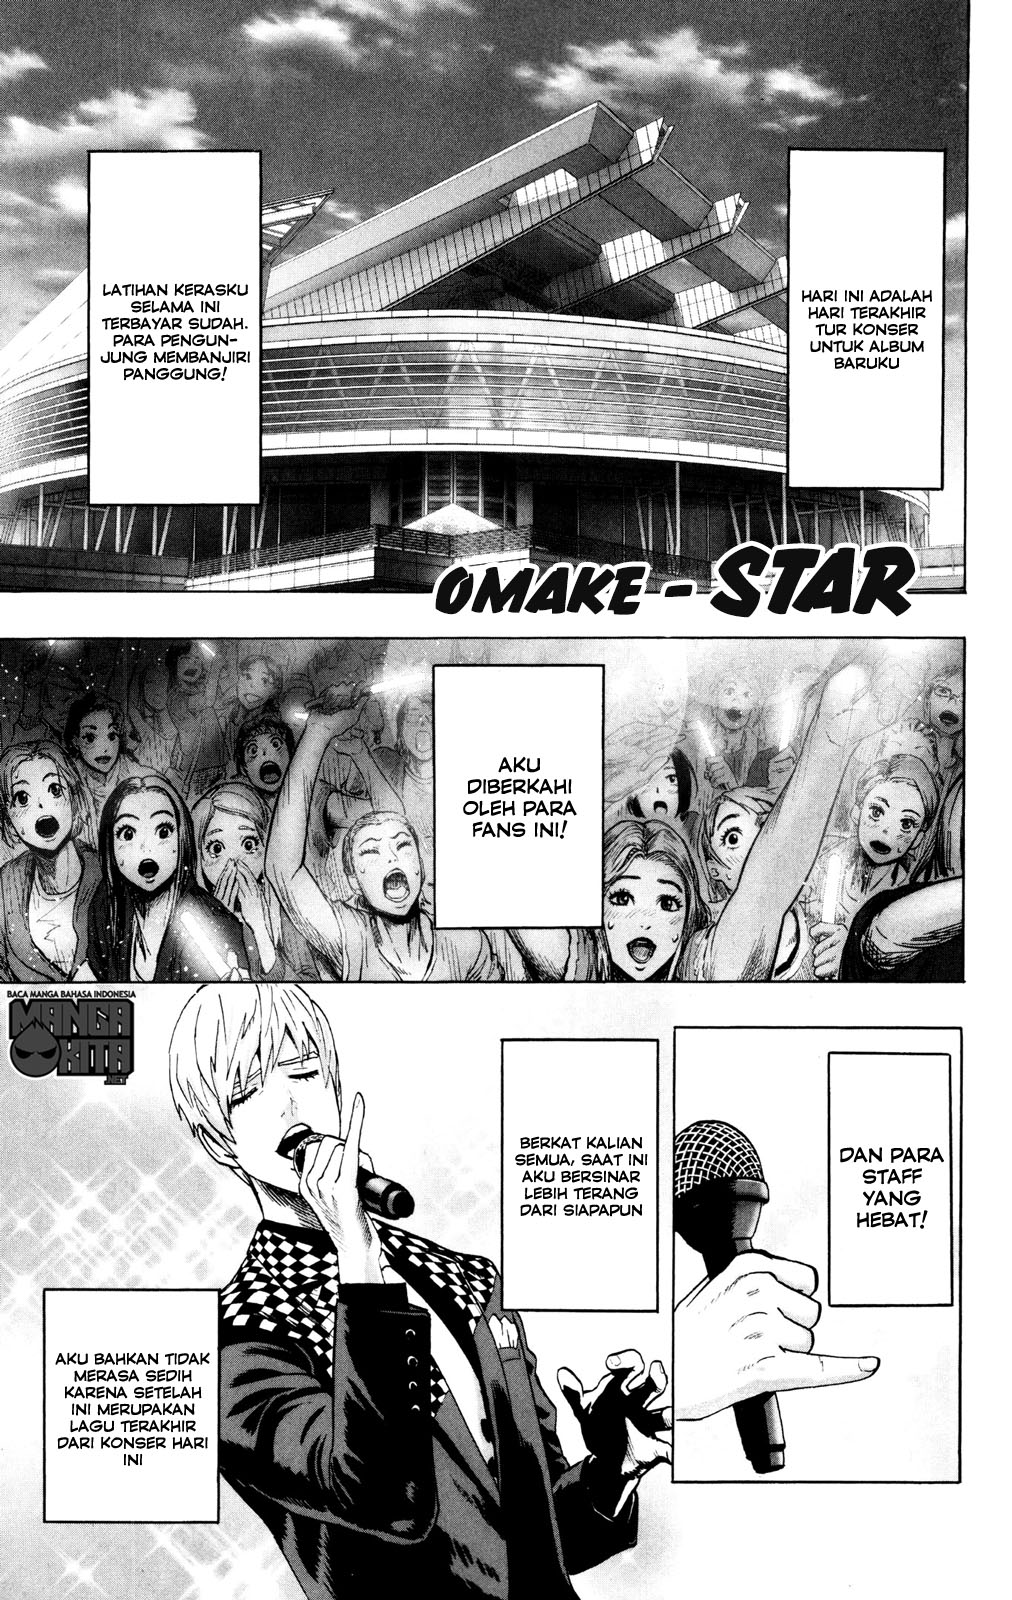 HARI INI ADALAH
HARI TERAKHIR
TUR KONSER
UNTUK ALBUM
BARUKU
LATIHAN KERASKU
SELAMA INI
TERBAYAR SUDAH.
PARA PENGUN-
JUNG MEMBANJIRI
PANGGUNG!
OMAKE - STAR
AKU
DIBERKAHI
OLEH PARA
FANS INI!
BACA MANGA BAHASA INDONESIA
MANGA
KITA
.NET
DAN PARA
STAFF
YANG
HEBAT!
BERKAT KALIAN
SEMUA, SAAT INI
AKU BERSINAR
LEBIH TERANG
DARI SIAPAPUN
AKU BAHKAN TIDAK
MERASA SEDIH
KARENA SETELAH
INI MERUPAKAN
LAGU TERAKHIR
DARI KONSER HARI
INI